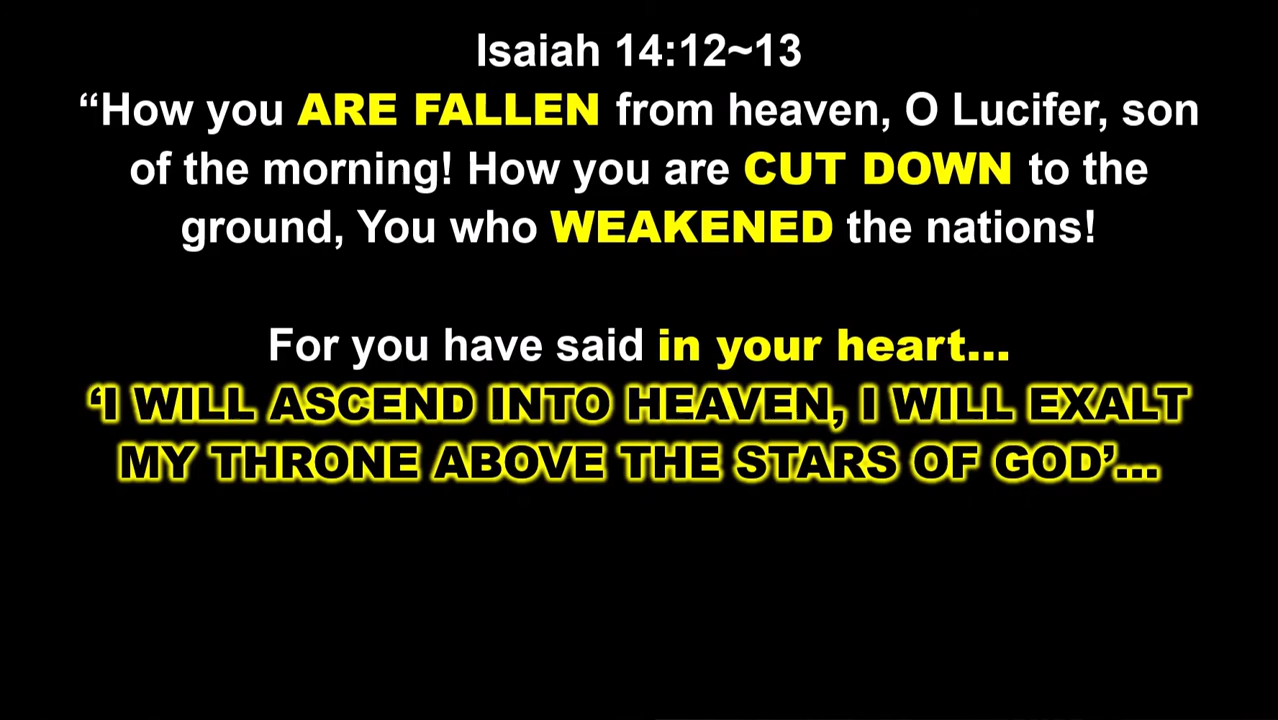 Isaiah 14:12~13
“How you ARE FALLEN from heaven, O Lucifer, son
of the morning! How you are CUT DOWN to the
ground, You who WEAKENED the nations!
For you have said in your heart...
‘I WILL ASCEND INTO HEAVEN, I WILL EXALT
MY THRONE ABOVE THE STARS OF GOD’...